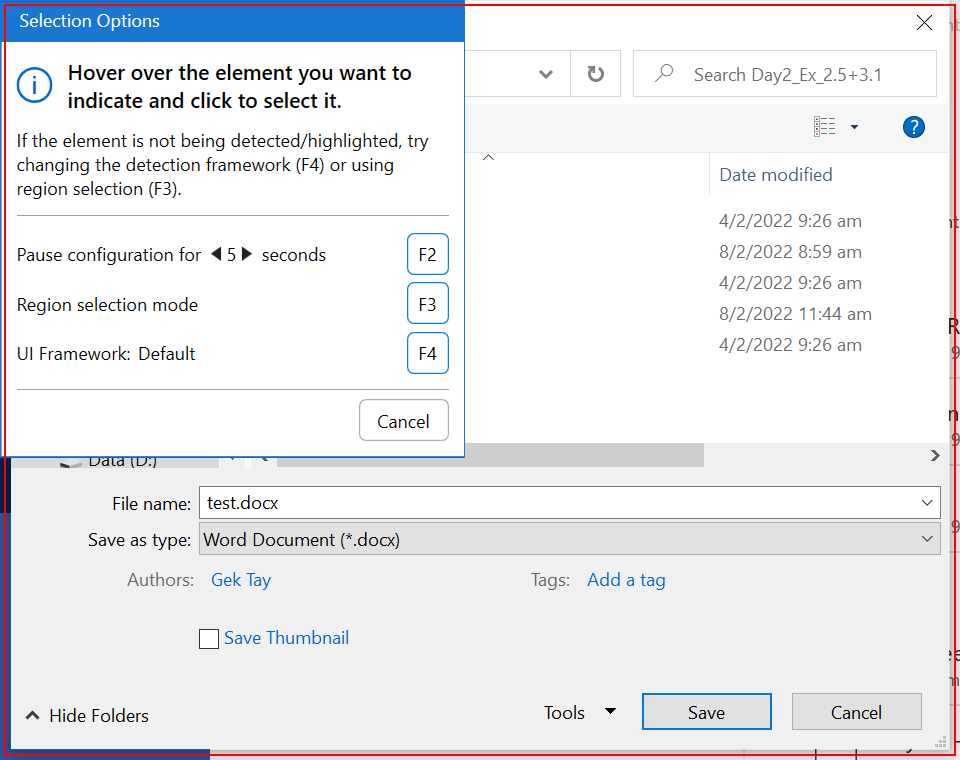 Selection Options
Hover over the element you want to
indicate and click to select it.
If the element is not being detected/highlighted, try
changing the detection framework (F4) or using
region selection (F3).
Pause configuration for 5 seconds F2
Region selection mode F3
UI Framework: Default F4
Cancel
Search Day2_Ex_2.5+3.1
Date modified
4/2/2022 9:26 am
8/2/2022 8:59 am
4/2/2022 9:26 am
8/2/2022 11:44 am
4/2/2022 9:26 am
Data (D:)
File name: test.docx
Save as type: Word Document (*.docx)
Authors: Gek Tay Tags: Add a tag
Save Thumbnail
Hide Folders Tools Save Cancel